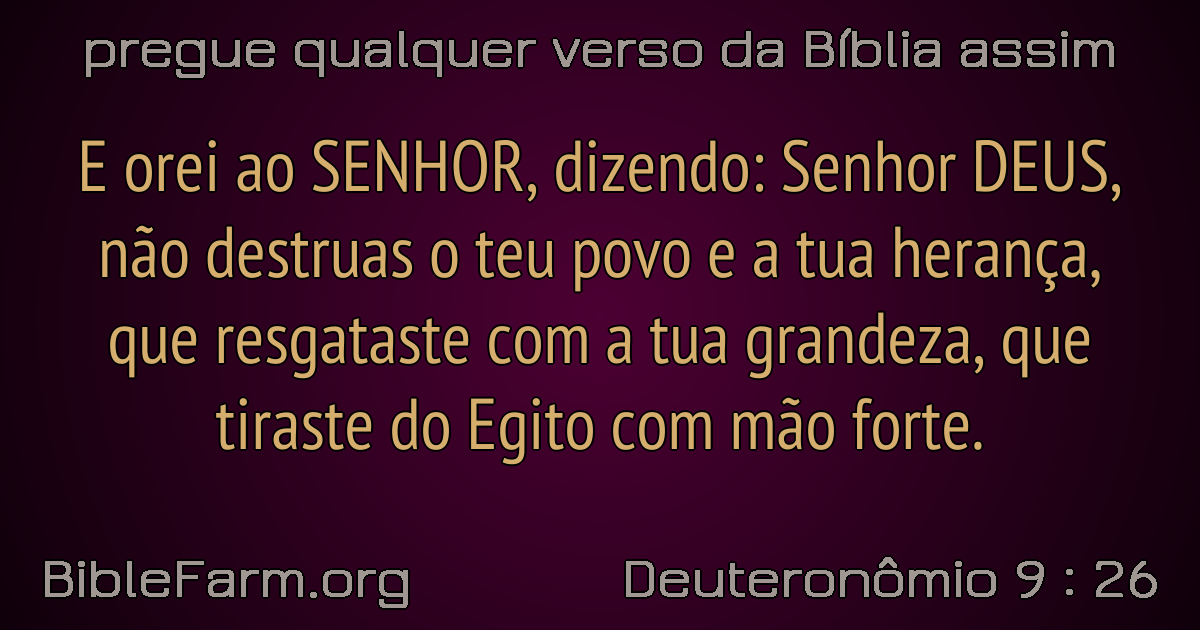 pregue qualquer verso da Bíblia assim
E orei ao SENHOR, dizendo: Senhor DEUS,
não destruas o teu povo e a tua herança,
que resgataste com a tua grandeza, que
tiraste do Egito com mão forte.
BibleFarm.org
Deuteronômio 9 : 26